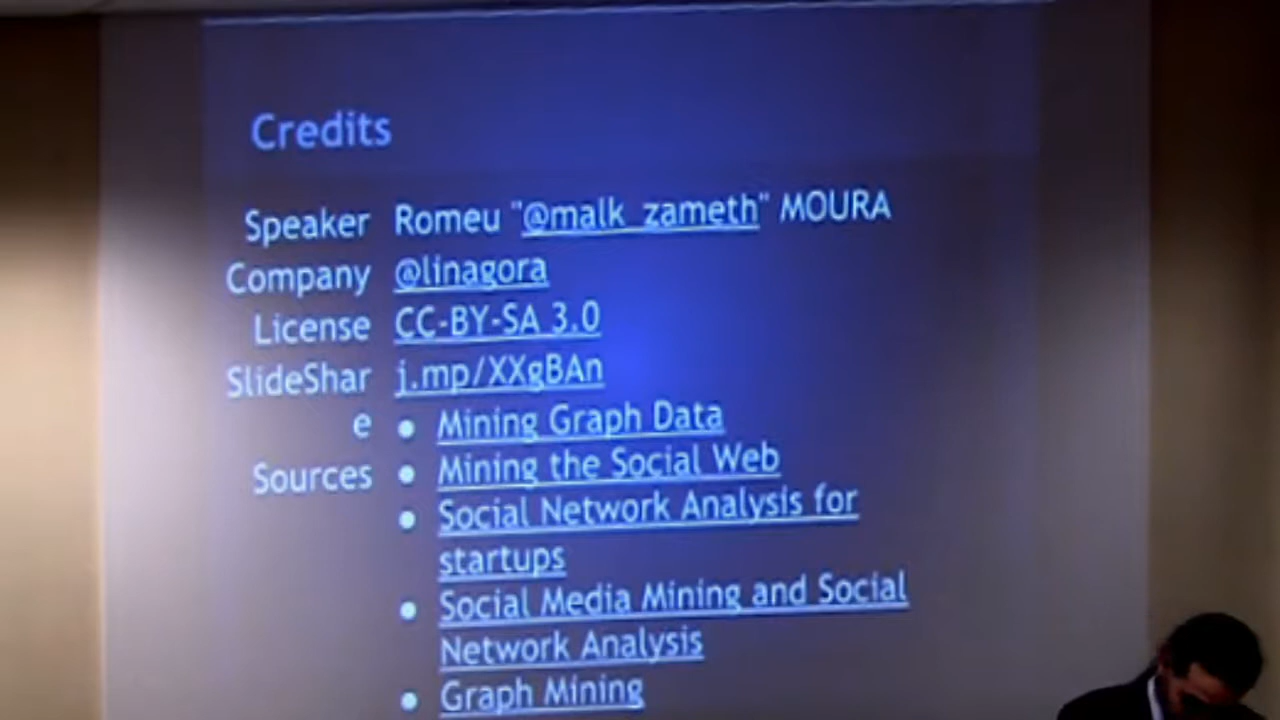 Credits
Speaker Romeu "@malk_zameth" MOURA
Company @linagora
License CC-BY-SA 3.0
SlideShar j.mp/XXgBAn
e • Mining Graph Data
Sources • Mining the Social Web
• Social Network Analysis for
startups
• Social Media Mining and Social
Network Analysis
• Graph Mining